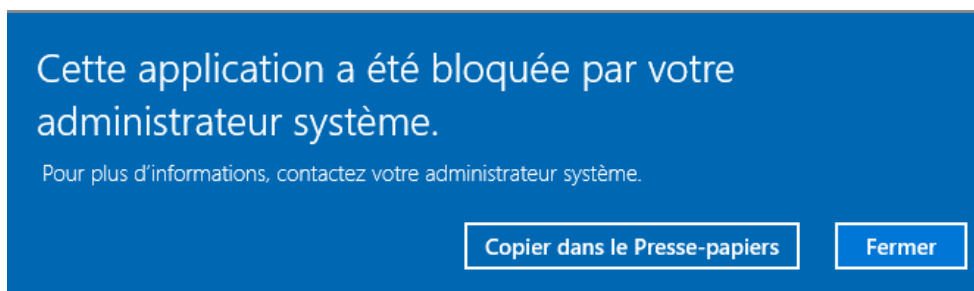 Cette application a été bloquée par votre
administrateur système.
Pour plus d’informations, contactez votre administrateur système.
Copier dans le Presse-papiers
Fermer